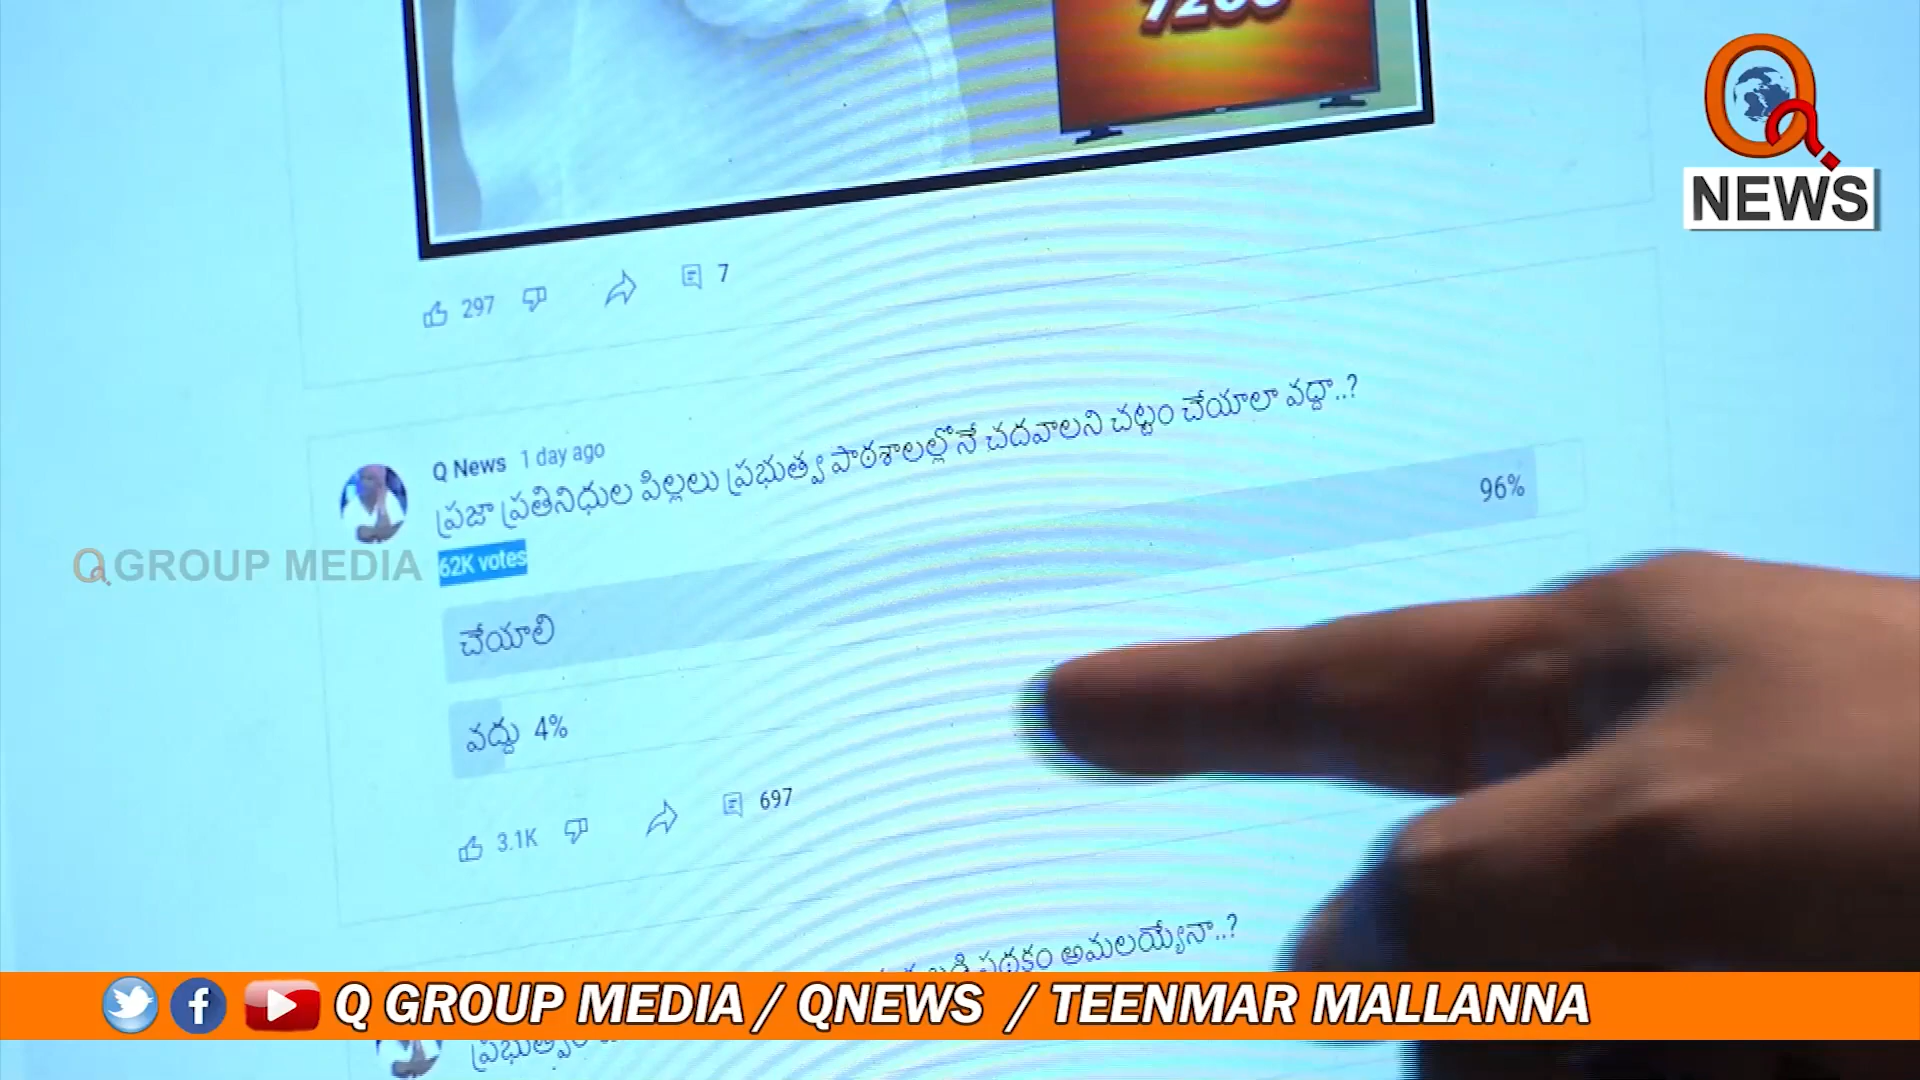 NEWS
297
7
Q News 1 day ago
ప్రజా ప్రతినిధుల పిల్లలు ప్రభుత్వ పాఠశాలల్లోనే చదవాలని చట్టం చేయాలా వద్దా..?
62K votes
చేయాలి 96%
వద్దు 4%
3.1K
697
GROUP MEDIA
పథకం అమలయ్యేనా..?
Q GROUP MEDIA / QNEWS / TEENMAR MALLANNA